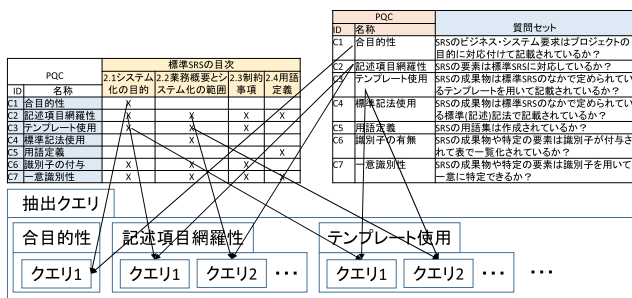 PQC
ID 名称 質問セット
C1 合目的性 SRSのビジネス・システム要求はプロジェクトの
目的に対応付けて記載されているか？
C2 記述項目網羅性 SRSの要素は標準SRSに対応しているか？
C3 テンプレート使用 SRSの成果物は標準SRSのなかで定められてい
るテンプレートを用いて記載されているか？
C4 標準記法使用 SRSの成果物は標準SRSのなかで定められてい
る標準(記述)記法で記載されているか？
C5 用語定義 SRSの用語集は作成されているか？
C6 識別子の有無 SRSの成果物や特定の要素は識別子が付与さ
れて表で一覧化されているか？
C7 一意識別性 SRSの成果物や特定の要素は識別子を用いて
一意に特定できるか？
PQC 標準SRSの目次
ID 名称 2.1システム
化の目的 2.2業務概要とシ
ステム化の範囲 2.3制約
事項 2.4用語
定義
C1 合目的性 X
C2 記述項目網羅性 X X X X
C3 テンプレート使用 X X X
C4 標準記法使用 X
C5 用語定義 X
C6 識別子の付与 X X X
C7 一意識別性 X X X X
抽出クエリ
合目的性 記述項目網羅性 テンプレート使用
クエリ1 クエリ1 クエリ2 ••• クエリ1 クエリ2 ••• •••